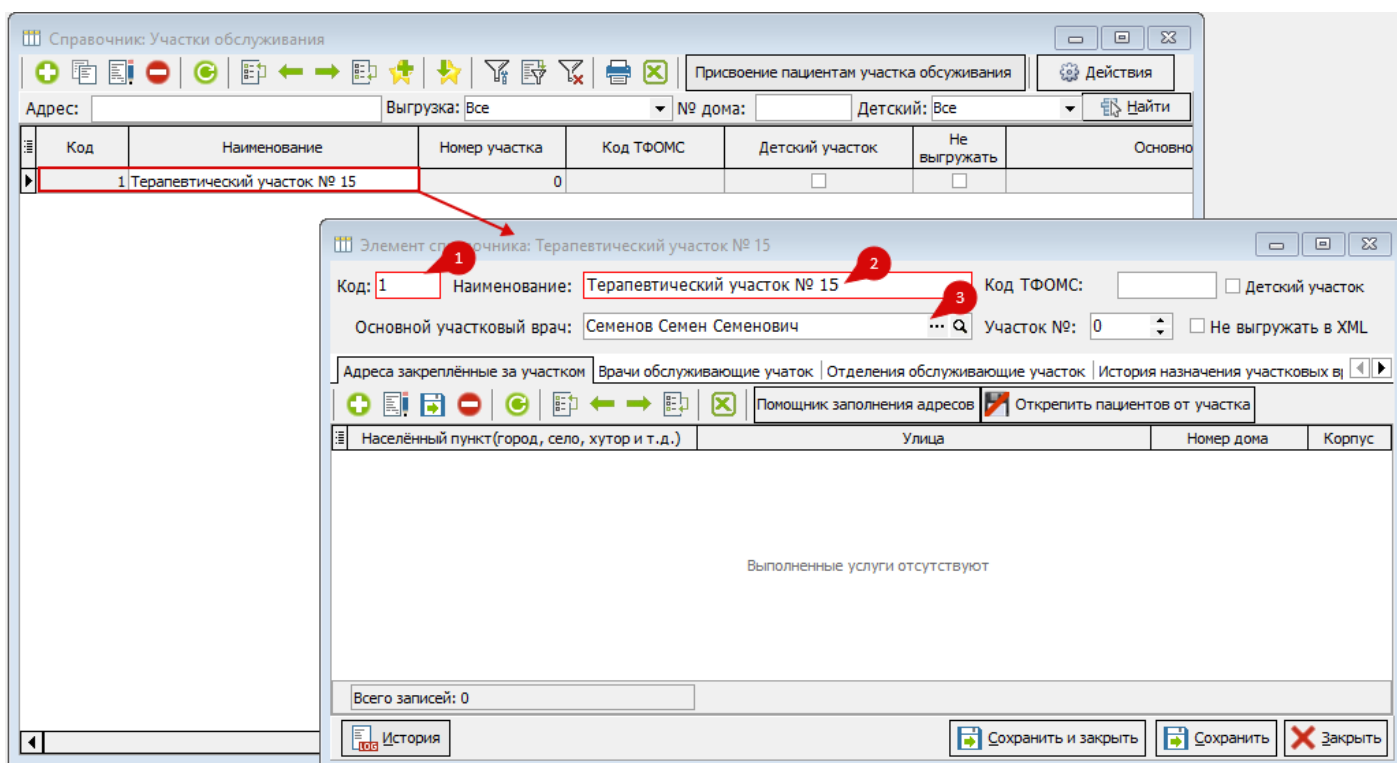 Справочник: Участки обслуживания
Присвоение пациентам участка обсуживания Действия
Адрес: Выгрузка: Все № дома: Детский: Все Найти
Код Наименование Номер участка Код ТФОМС Детский участок Не выгружать Основно
1 Терапевтический участок № 15 0
Элемент справочника: Терапевтический участок № 15
1
2
Код: 1 Наименование: Терапевтический участок № 15 Код ТФОМС: Детский участок
3
Основной участковый врач: Семенов Семен Семенович ... Участок №: 0 Не выгружать в XML
Адреса закреплённые за участком Врачи обслуживающие учаток Отделения обслуживающие участок История назначения участковых вр
Помощник заполнения адресов Открепить пациентов от участка
Населённый пункт(город, село, хутор и т.д.) Улица Номер дома Корпус
Выполненные услуги отсутствуют
Всего записей: 0
LOG История Сохранить и закрыть Сохранить Закрыть